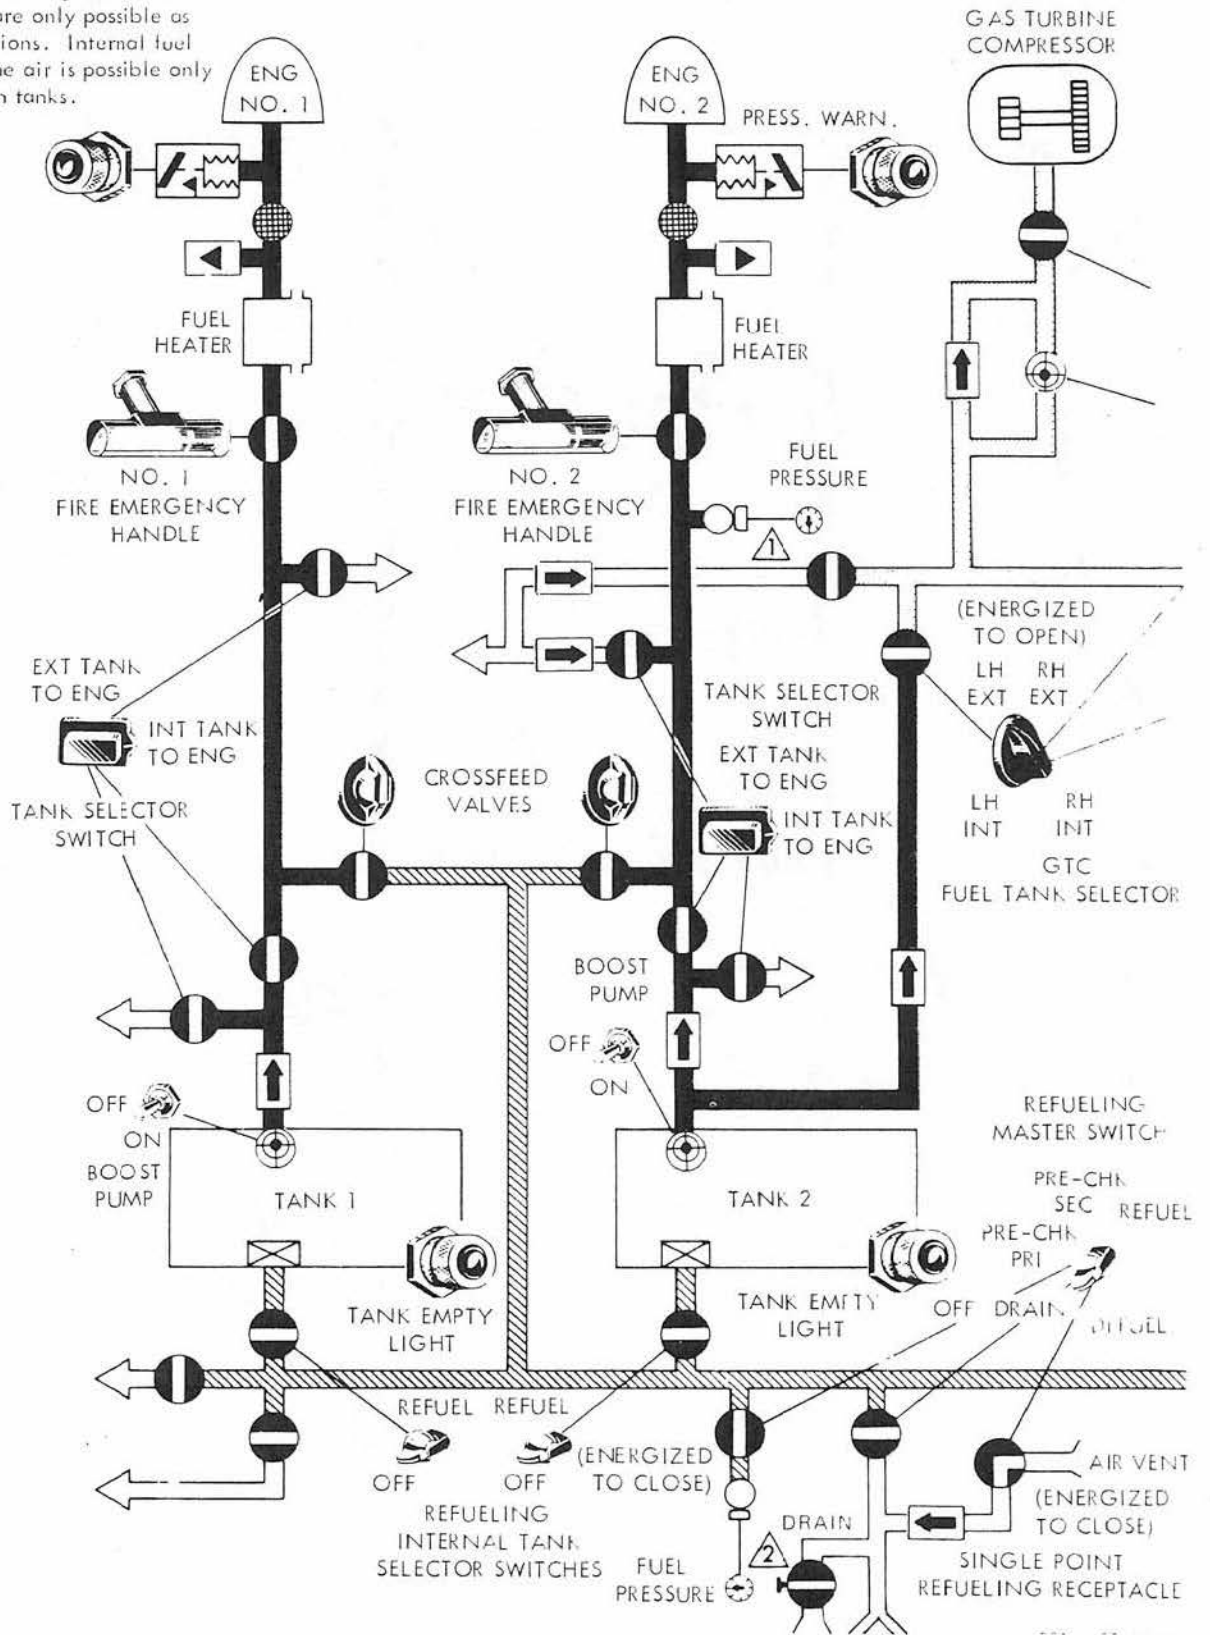 are only possible as
ions. Internal fuel
e air is possible only
tanks.
GAS TURBINE
COMPRESSOR
ENG
NO. 1
ENG
NO. 2
PRESS. WARN.
FUEL
HEATER
FUEL
HEATER
NO. 1
FIRE EMERGENCY
HANDLE
NO. 2
FIRE EMERGENCY
HANDLE
FUEL
PRESSURE
1
(ENERGIZED
TO OPEN)
LH RH
EXT EXT
EXT TANK
TO ENG
INT TANK
TO ENG
TANK SELECTOR
SWITCH
CROSSFEED
VALVES
TANK SELECTOR
SWITCH
EXT TANK
TO ENG
INT TANK
TO ENG
LH RH
INT INT
GTC
FUEL TANK SELECTOR
BOOST
PUMP
OFF
ON
OFF
ON
BOOST
PUMP
TANK 1
TANK 2
REFUELING
MASTER SWITCH
PRE-CHK
SEC
REFUEL
PRE-CHK
PRI
OFF DRAIN
DEFUEL
TANK EMPTY
LIGHT
TANK EMPTY
LIGHT
REFUEL REFUEL
OFF OFF
(ENERGIZED
TO CLOSE)
REFUELING
INTERNAL TANK
SELECTOR SWITCHES
FUEL
PRESSURE
2
DRAIN
AIR VENT
(ENERGIZED
TO CLOSE)
SINGLE POINT
REFUELING RECEPTACLE